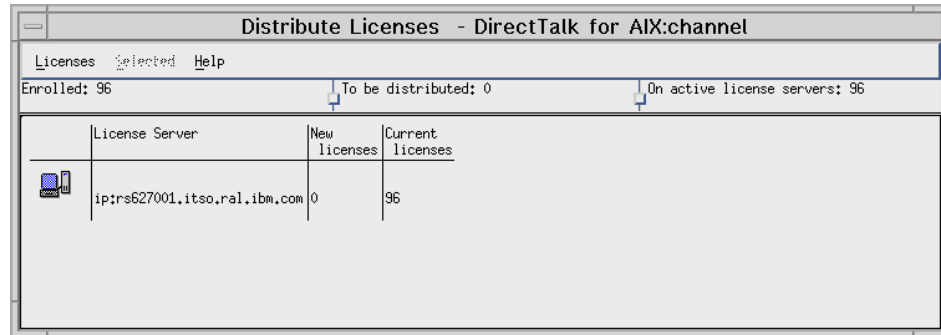 Distribute Licenses - DirectTalk for AIX:channel
Licenses Selected Help
Enrolled: 96 To be distributed: 0 On active license servers: 96
License Server New licenses Current licenses
ip:rs627001.itso.ral.ibm.com 0 96